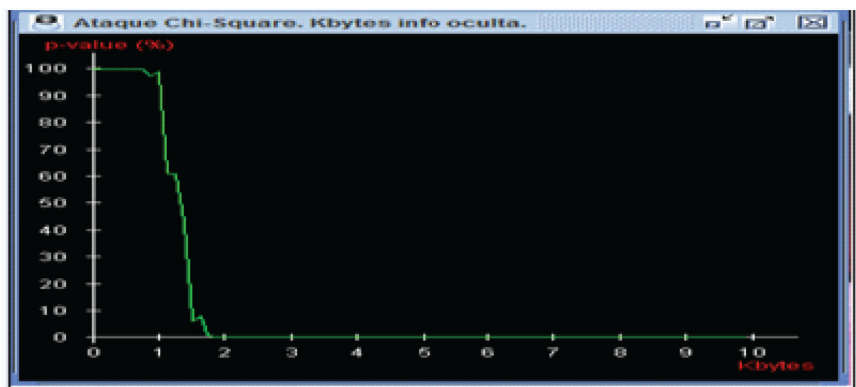 Ataque Chi-Square. Kbytes info oculta.
p-value (%)
100
90
80
70
60
50
40
30
20
10
0
0 1 2 3 4 5 6 7 8 9 10
Kbytes